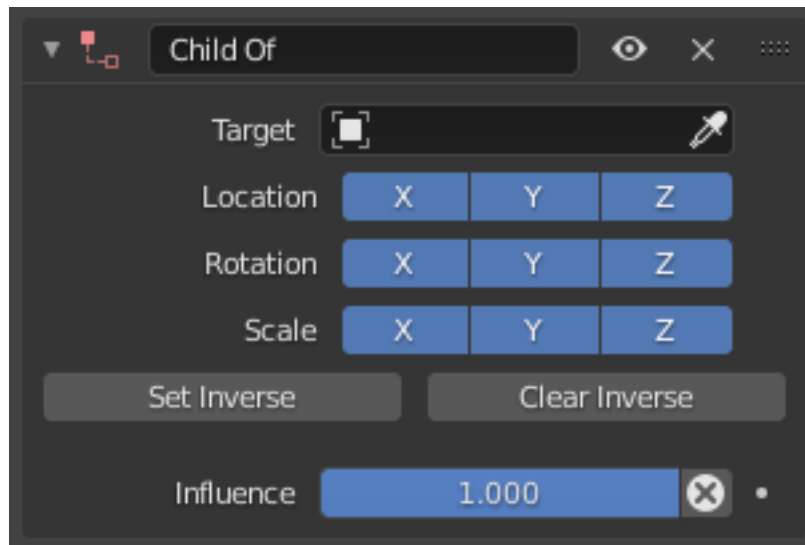 Child Of
Target
Location X Y Z
Rotation X Y Z
Scale X Y Z
Set Inverse Clear Inverse
Influence 1.000